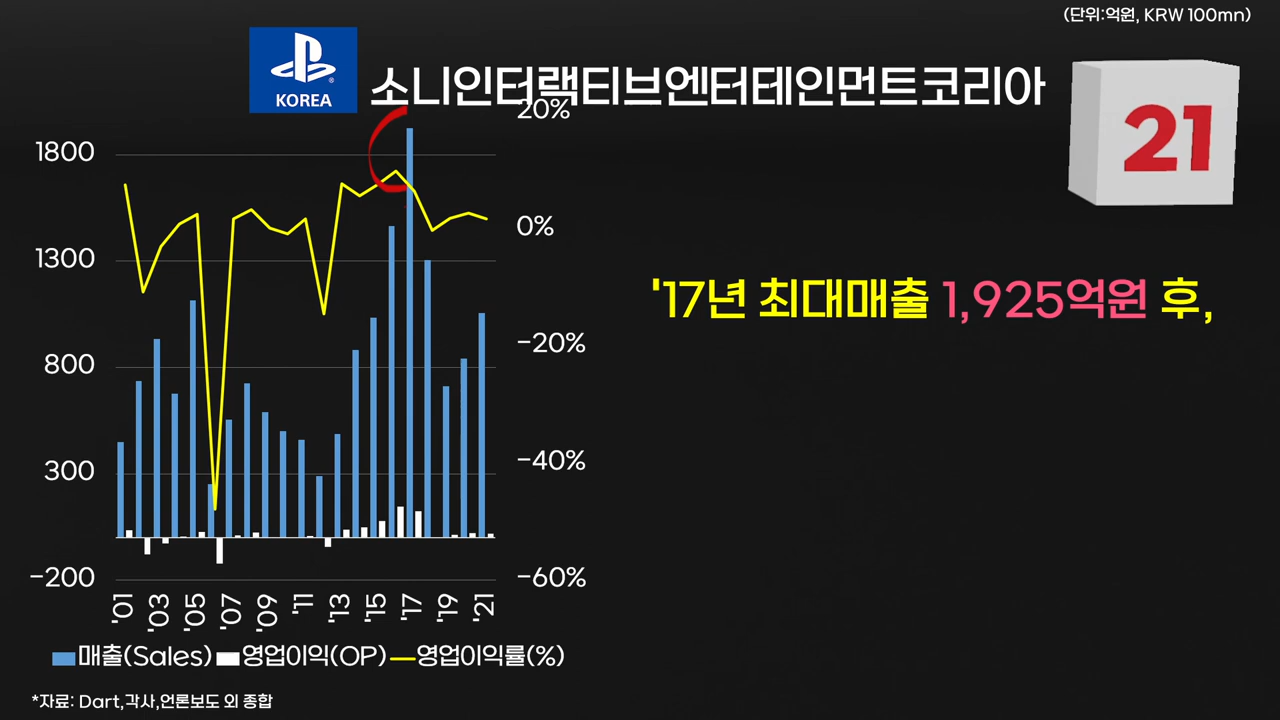 (단위:억원, KRW 100mn)
KOREA
소니인터랙티브엔터테인먼트코리아
21
20%
1800
0%
1300
'17년 최대매출 1,925억원 후,
-20%
800
-40%
300
-60%
-200
'01 '03 '05 '07 '09 '11 '13 '15 '17 '19 '21
매출(Sales) 영업이익(OP) 영업이익률(%)
*자료: Dart,각사,언론보도 외 종합